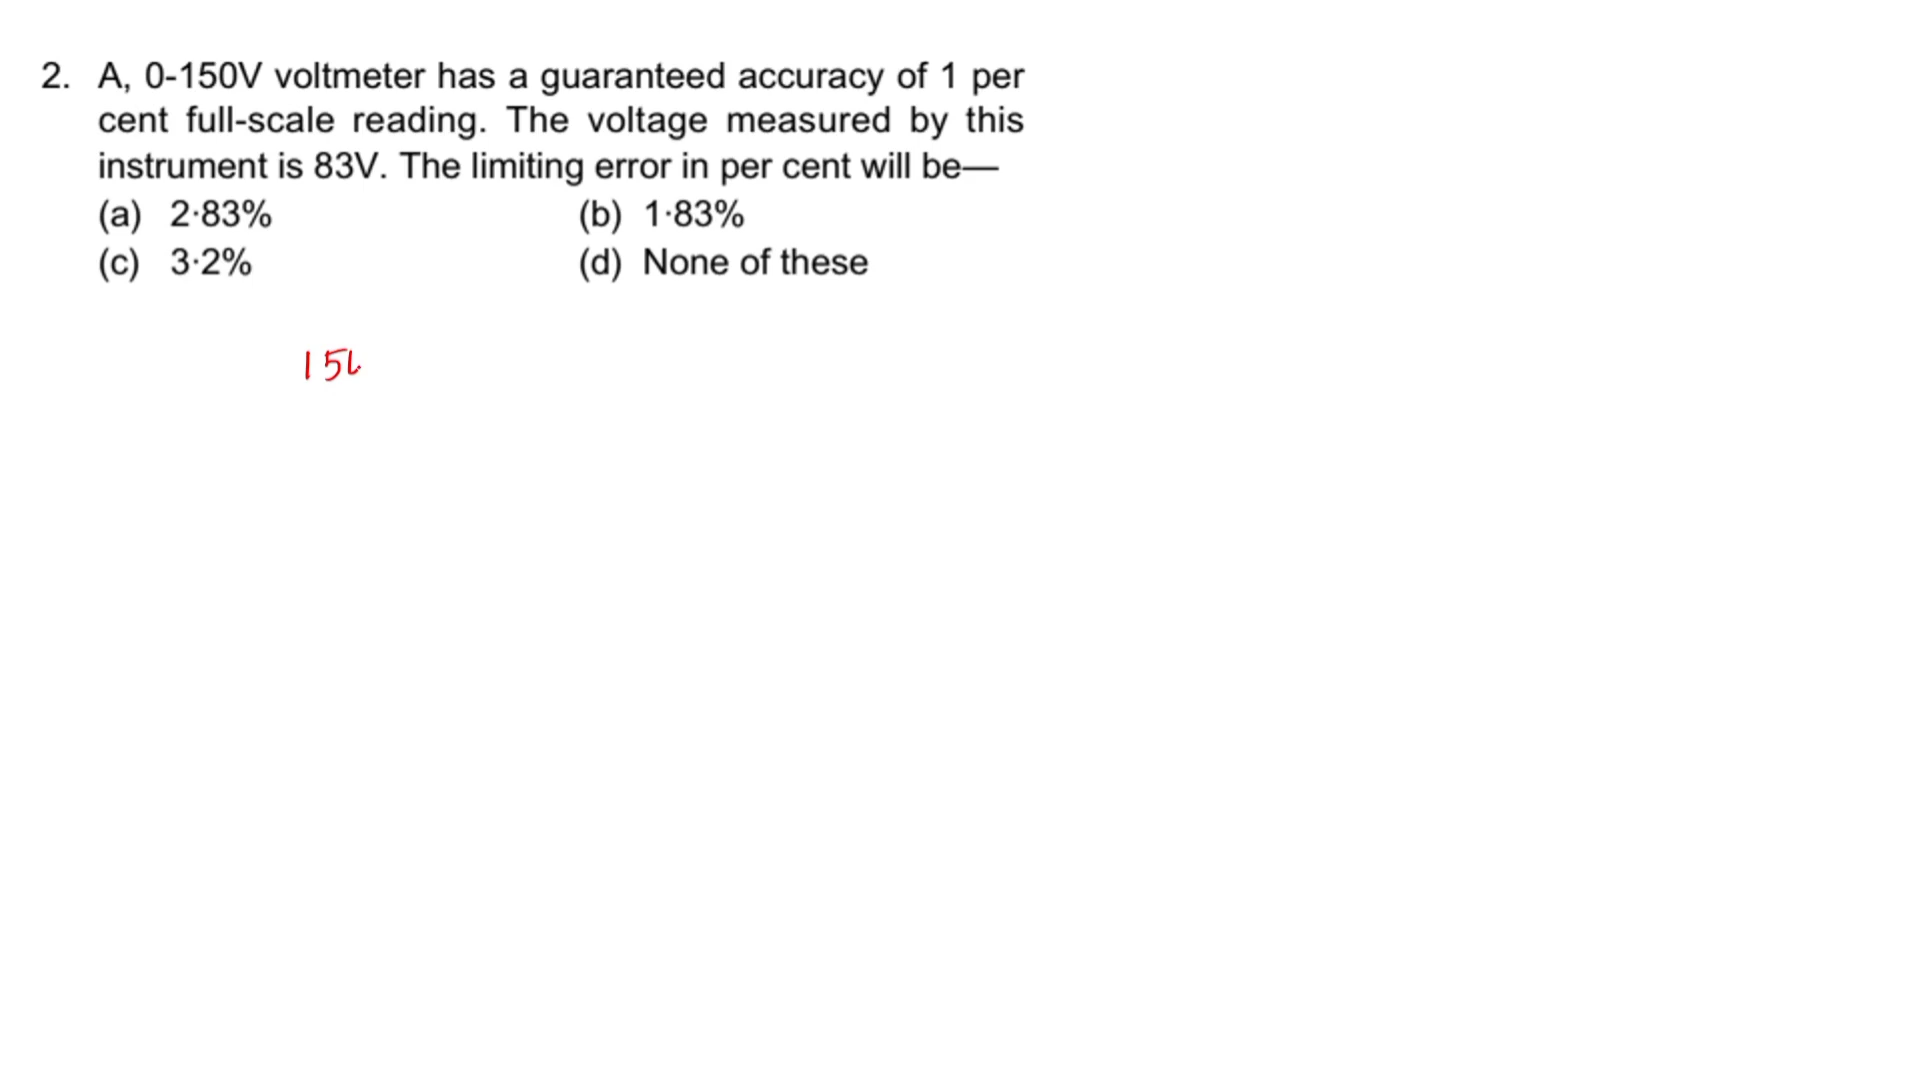 2. A, 0-150V voltmeter has a guaranteed accuracy of 1 per
cent full-scale reading. The voltage measured by this
instrument is 83V. The limiting error in per cent will be—
(a) 2·83% (b) 1·83%
(c) 3·2% (d) None of these
15